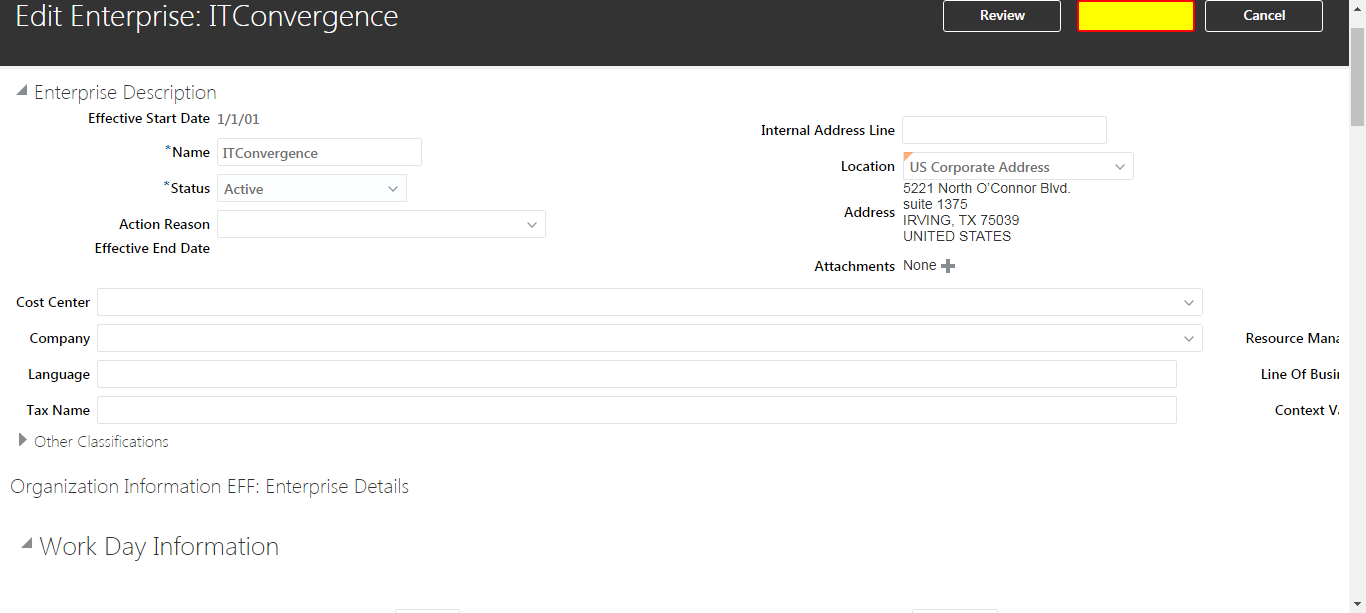 Edit Enterprise: ITConvergence
Review
Cancel
Enterprise Description
Effective Start Date 1/1/01
*Name ITConvergence
*Status Active
Action Reason
Effective End Date
Internal Address Line
Location US Corporate Address
Address 5221 North O'Connor Blvd.
suite 1375
IRVING, TX 75039
UNITED STATES
Attachments None
Cost Center
Company
Resource Mana
Language
Line Of Busi
Tax Name
Context V
Other Classifications
Organization Information EFF: Enterprise Details
Work Day Information